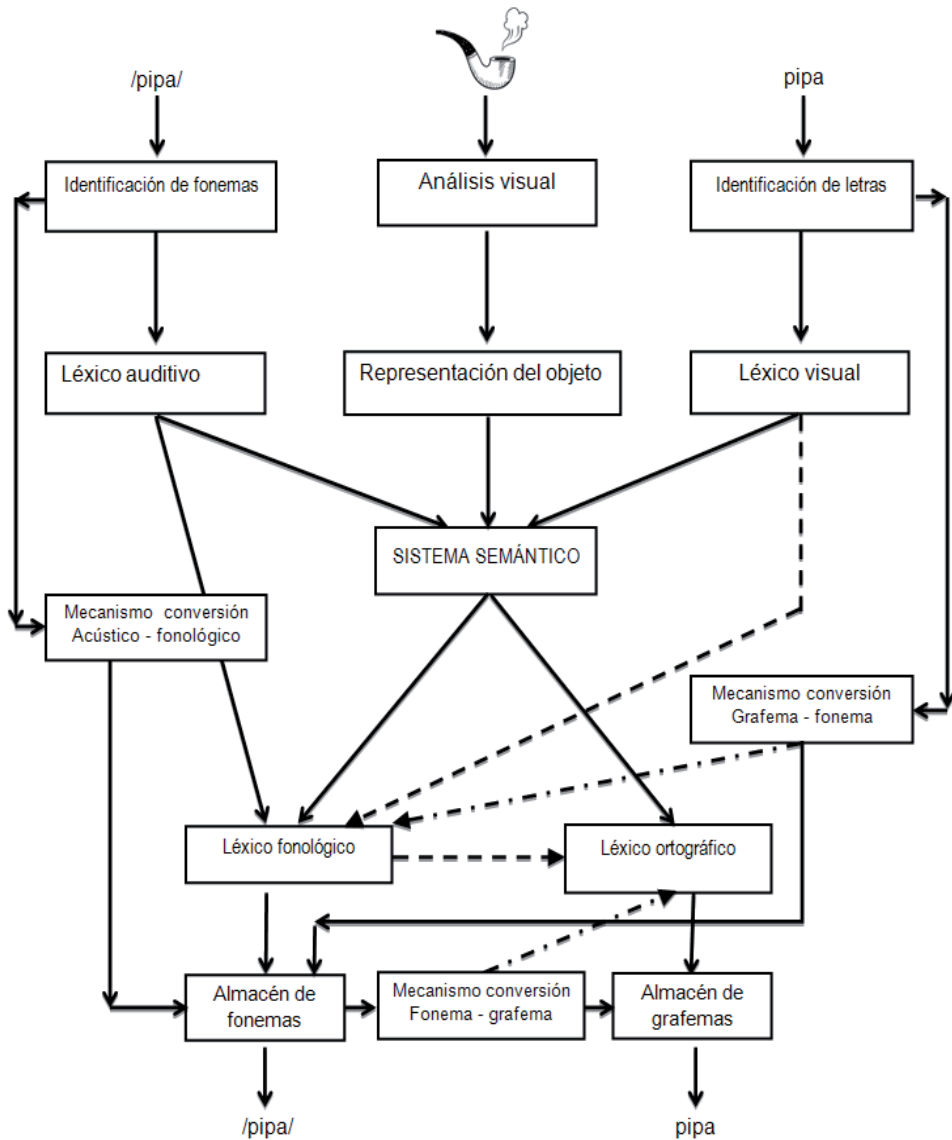 /pipa/
pipa
Identificación de fonemas
Análisis visual
Identificación de letras
Léxico auditivo
Representación del objeto
Léxico visual
SISTEMA SEMÁNTICO
Mecanismo conversión
Acústico - fonológico
Mecanismo conversión
Grafema - fonema
Léxico fonológico
Léxico ortográfico
Almacén de
fonemas
Mecanismo conversión
Fonema - grafema
Almacén de
grafemas
/pipa/
pipa